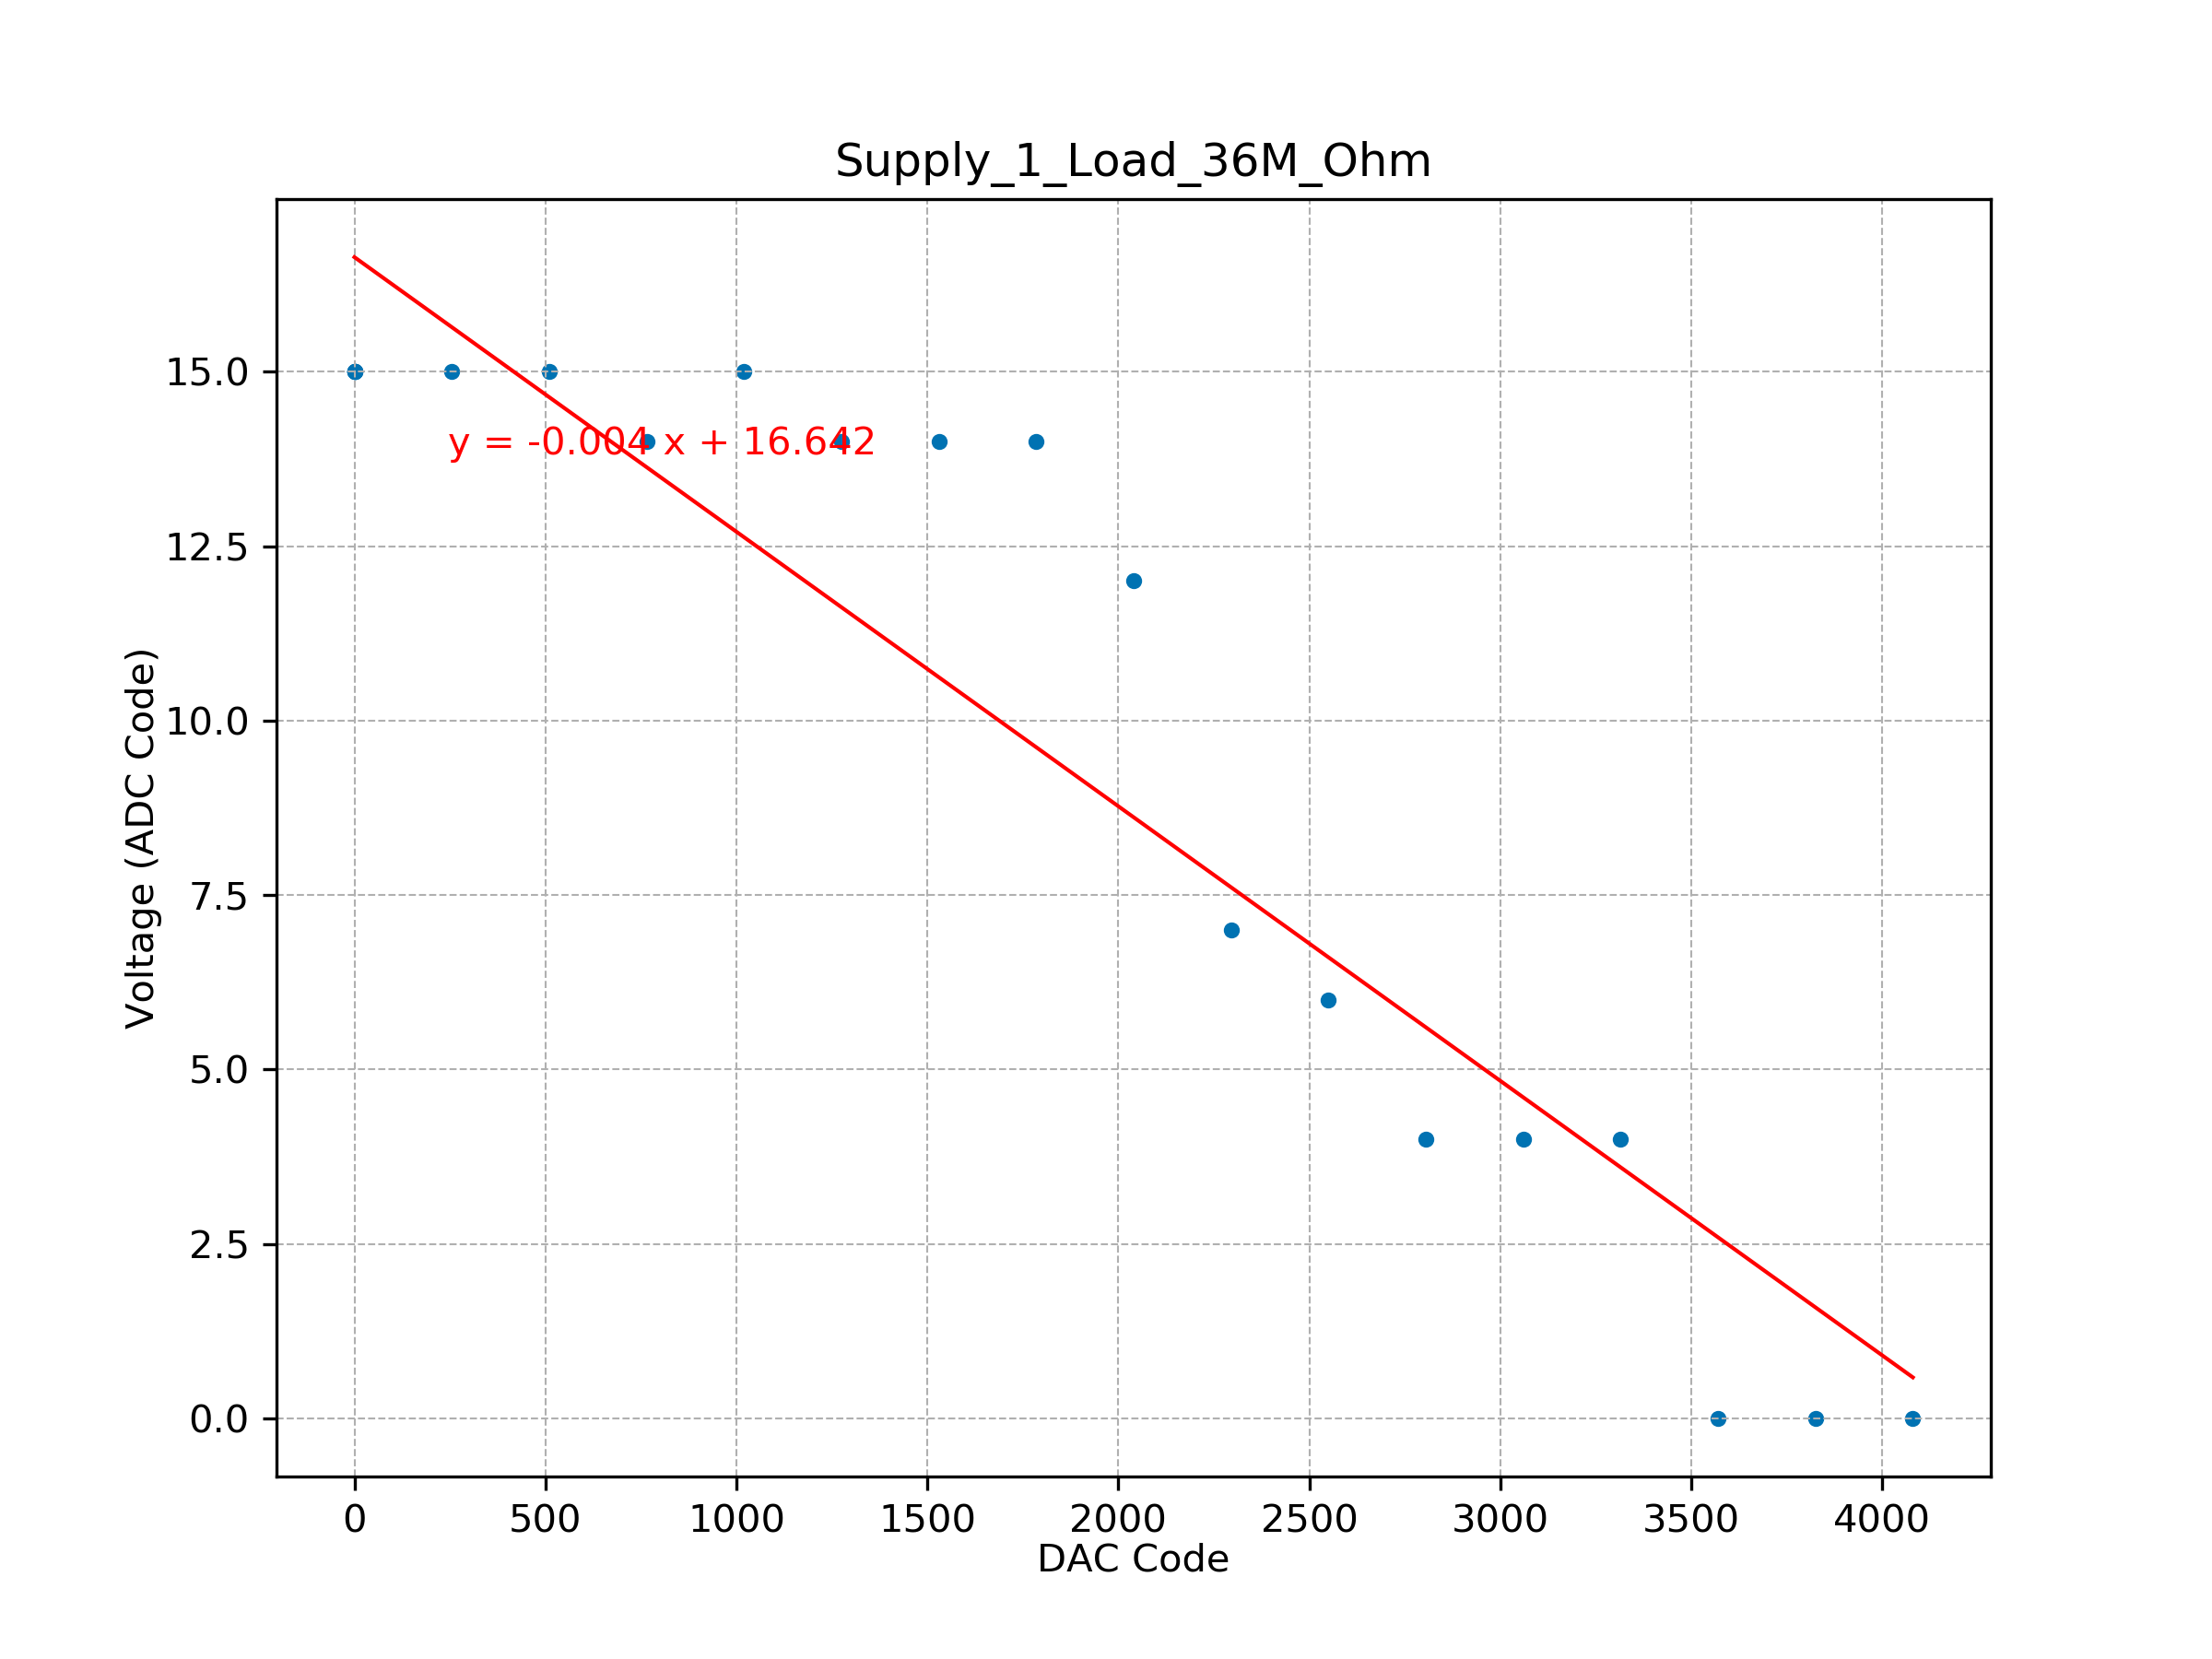 Supply_1_Load_36M_Ohm
15.0
12.5
10.0
7.5
5.0
2.5
0.0
Voltage (ADC Code)
y = -0.004 x + 16.642
0 500 1000 1500 2000 2500 3000 3500 4000
DAC Code